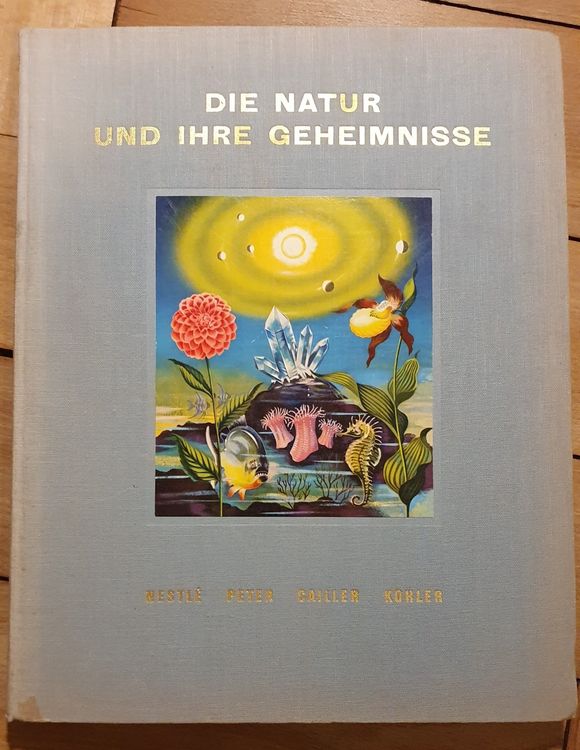 DIE NATUR
UND IHRE GEHEIMNISSE
NESTLÉ PETER CAILLER KOHLER